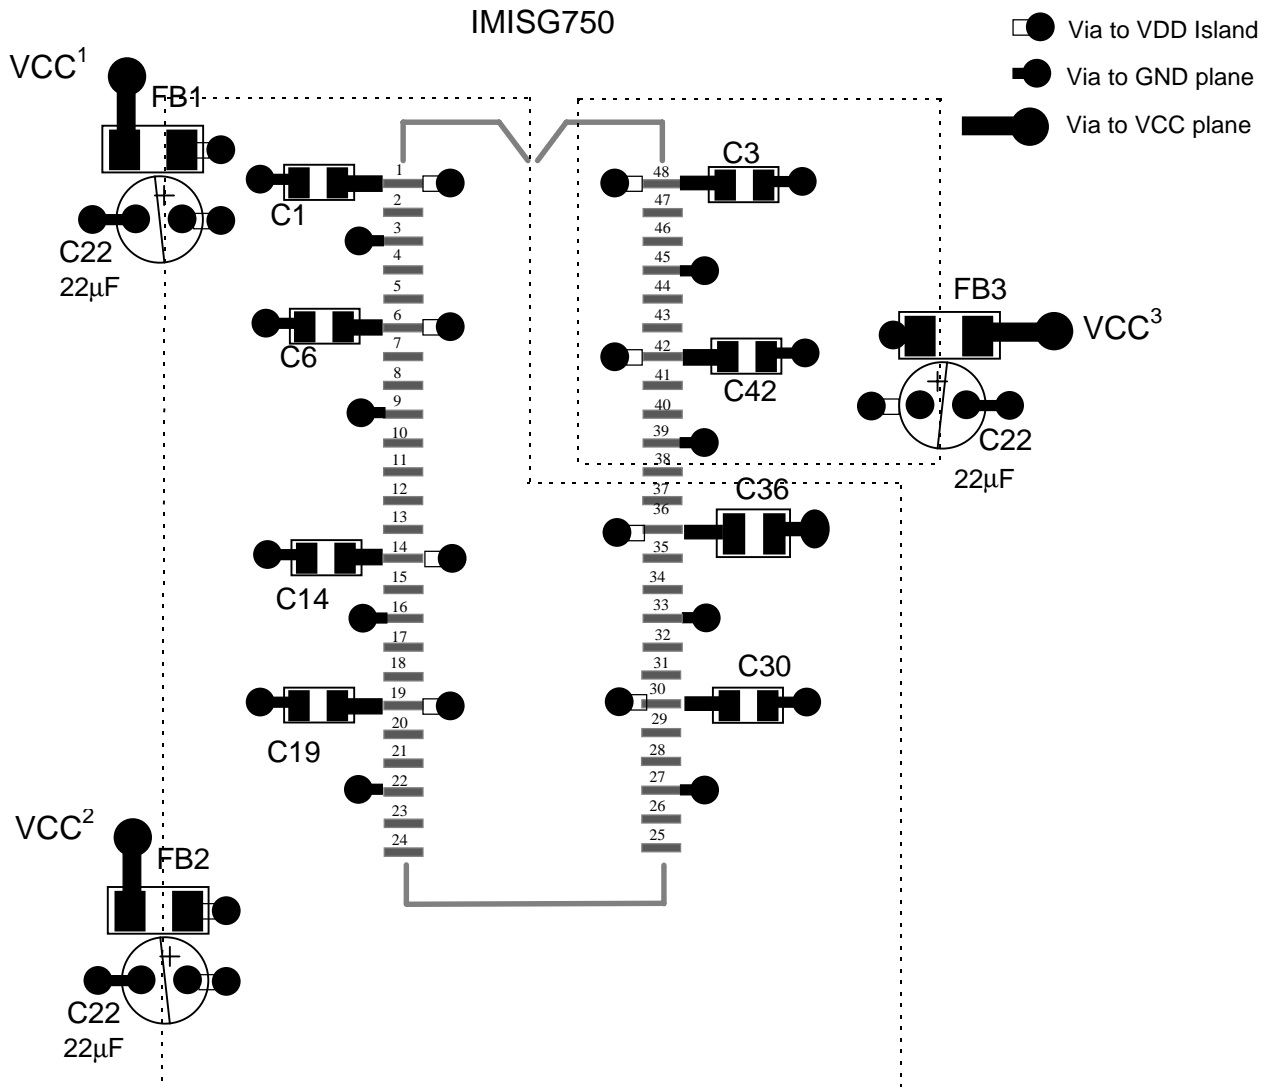 IMISG750
Via to VDD Island
Via to GND plane
Via to VCC plane
VCC1
FB1
C22
22μF
C1
C6
C14
C19
VCC2
FB2
C22
22μF
1
2
3
4
5
6
7
8
9
10
11
12
13
14
15
16
17
18
19
20
21
22
23
24
48
47
46
45
44
43
42
41
40
39
38
37
36
35
34
33
32
31
30
29
28
27
26
25
C3
C42
C36
C30
FB3
VCC3
C22
22μF